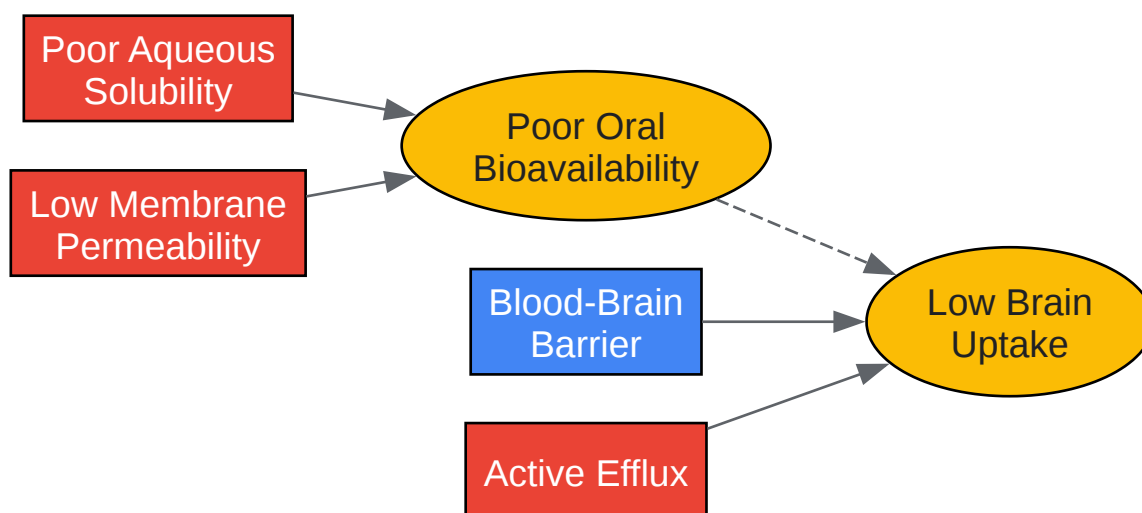 Poor Aqueous
Solubility
Low Membrane
Permeability
Poor Oral
Bioavailability
Blood-Brain
Barrier
Active Efflux
Low Brain
Uptake